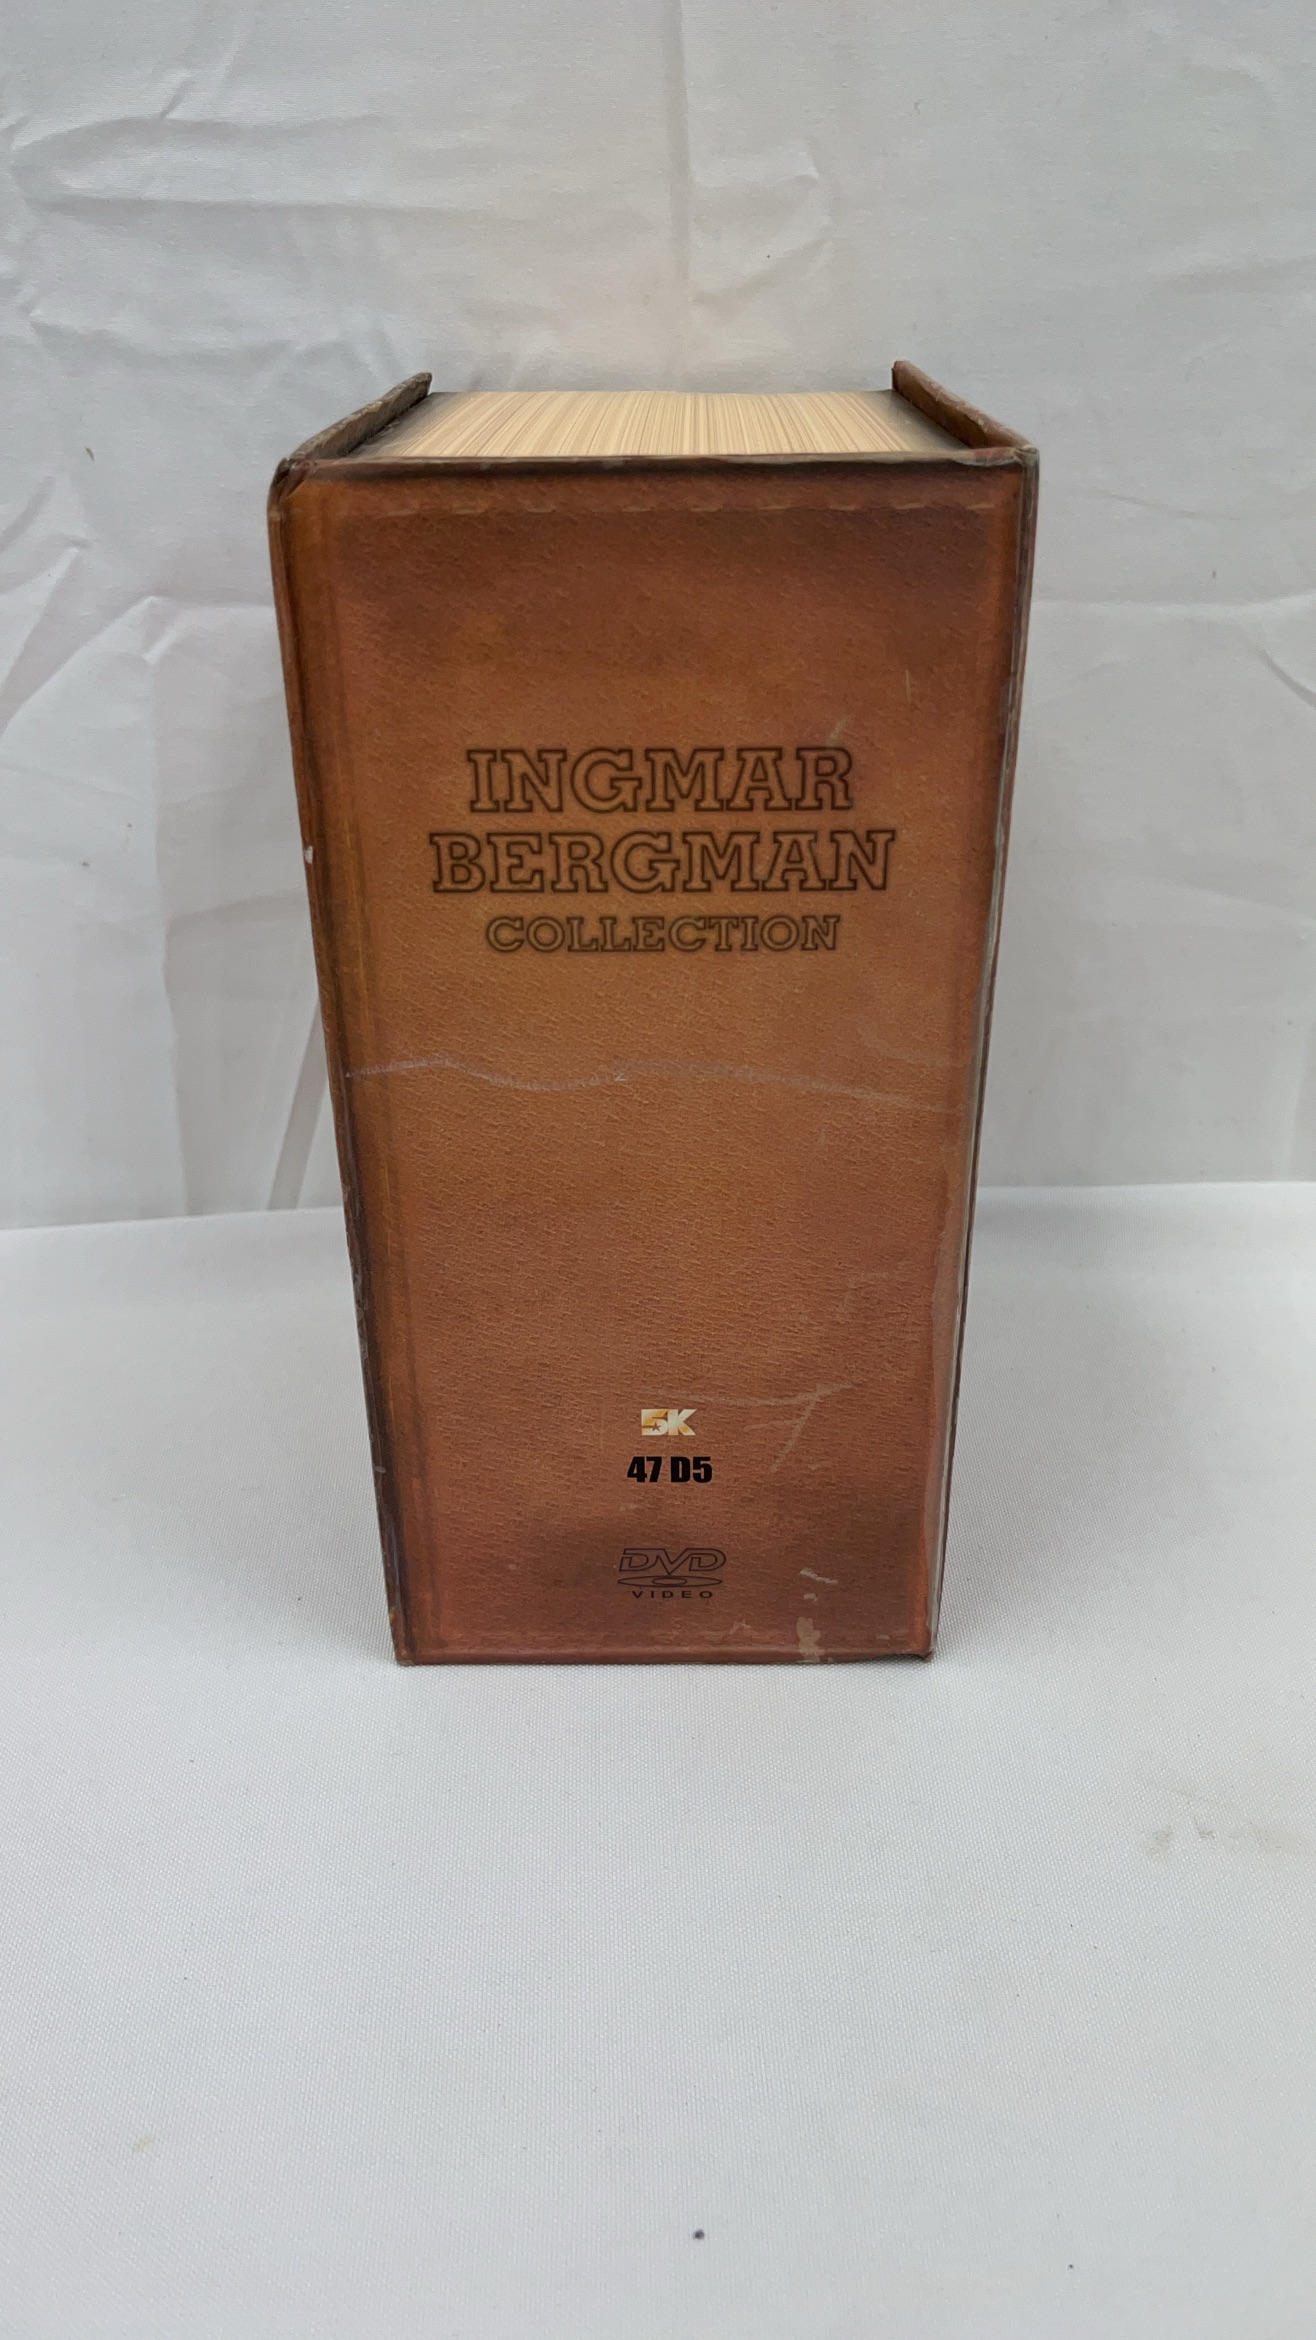 INGMAR
BERGMAN
COLLECTION
5K
47 D5
DVD
VIDEO